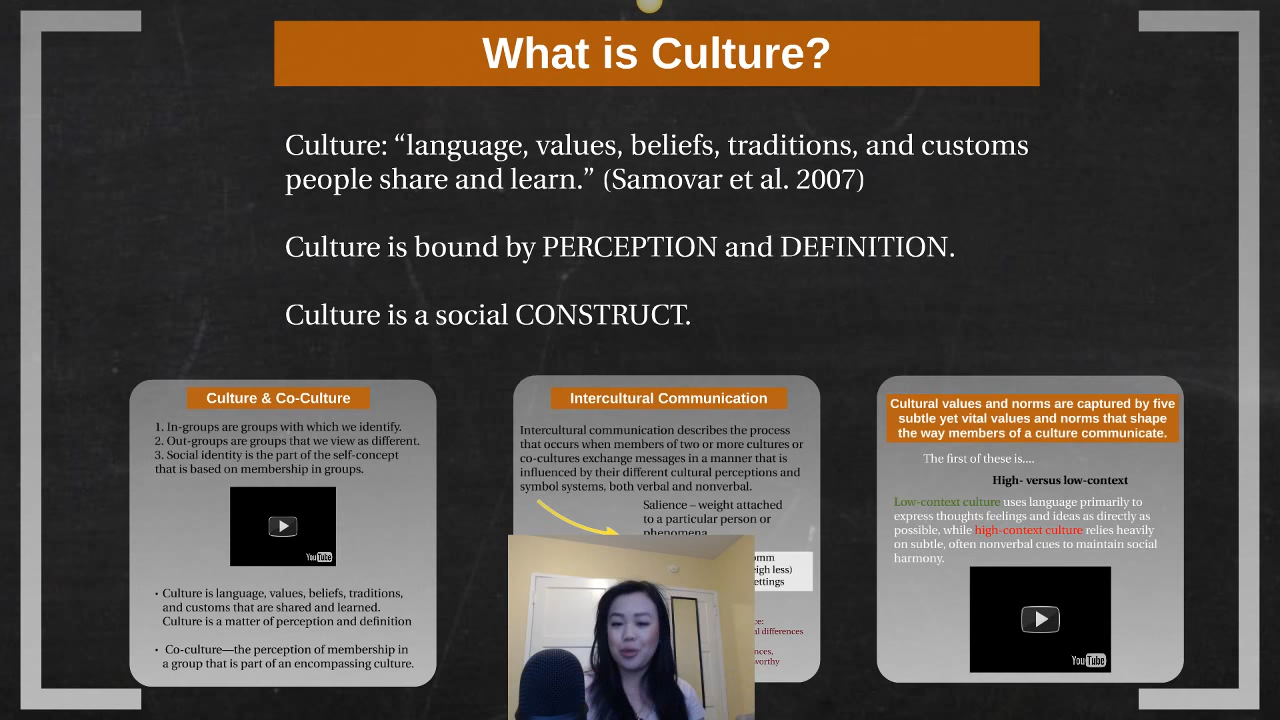 What is Culture?
Culture: “language, values, beliefs, traditions, and customs
people share and learn.” (Samovar et al. 2007)
Culture is bound by PERCEPTION and DEFINITION.
Culture is a social CONSTRUCT.
Culture & Co-Culture
1. In-groups are groups with which we identify.
2. Out-groups are groups that we view as different.
3. Social identity is the part of the self-concept
that is based on membership in groups.
YouTube
• Culture is language, values, beliefs, traditions,
and customs that are shared and learned.
Culture is a matter of perception and definition
• Co-culture—the perception of membership in
a group that is part of an encompassing culture.
Intercultural Communication
Intercultural communication describes the process
that occurs when members of two or more cultures or
co-cultures exchange messages in a manner that is
influenced by their different cultural perceptions and
symbol systems, both verbal and nonverbal.
Salience – weight attached
to a particular person or
phenomena
less)
differences
Cultural values and norms are captured by five
subtle yet vital values and norms that shape
the way members of a culture communicate.
The first of these is....
High- versus low-context
Low-context culture uses language primarily to
express thoughts feelings and ideas as directly as
possible, while high-context culture relies heavily
on subtle, often nonverbal cues to maintain social
harmony.
YouTube